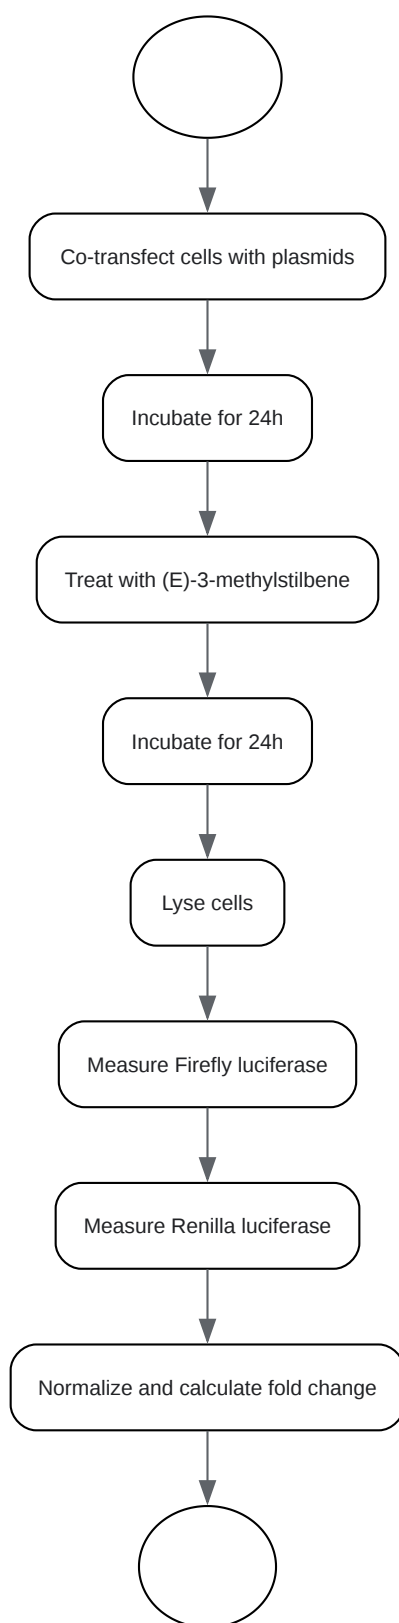 Co-transfect cells with plasmids
Incubate for 24h
Treat with (E)-3-methylstilbene
Incubate for 24h
Lyse cells
Measure Firefly luciferase
Measure Renilla luciferase
Normalize and calculate fold change